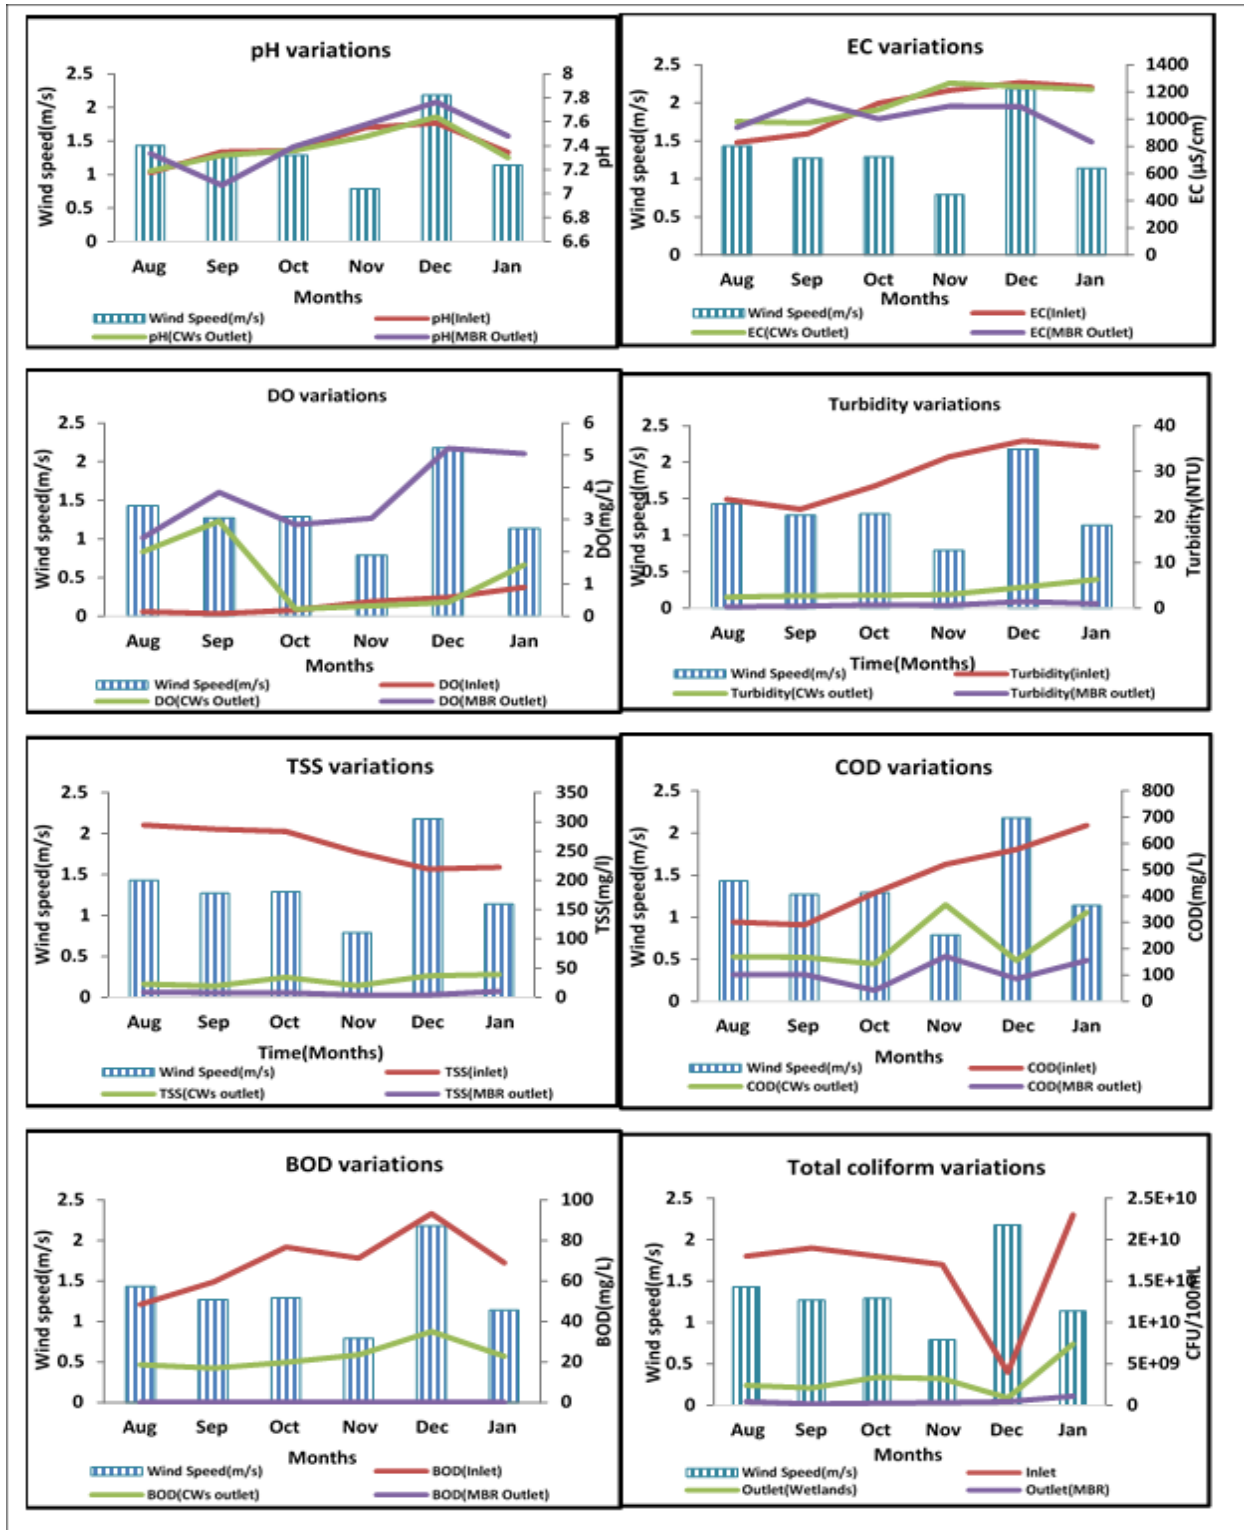 pH variations
Wind speed(m/s)
2.5
2
1.5
1
0.5
0
8
7.8
7.6
7.4
7.2
7
6.8
6.6
pH
Aug Sep Oct Nov Dec Jan
Months
Wind Speed(m/s) pH(Inlet)
pH(CWs Outlet) pH(MBR Outlet)
EC variations
Wind speed(m/s)
2.5
2
1.5
1
0.5
0
1400
1200
1000
800
600
400
200
0
EC (µS/cm)
Aug Sep Oct Nov Dec Jan
Months
Wind Speed(m/s) EC(Inlet)
EC(CWs Outlet) EC(MBR Outlet)
DO variations
Wind speed(m/s)
2.5
2
1.5
1
0.5
0
6
5
4
3
2
1
0
DO(mg/L)
Aug Sep Oct Nov Dec Jan
Months
Wind Speed(m/s) DO(Inlet)
DO(CWs Outlet) DO(MBR Outlet)
Turbidity variations
Wind speed(m/s)
2.5
2
1.5
1
0.5
0
40
30
20
10
0
Turbidity(NTU)
Aug Sep Oct Nov Dec Jan
Time(Months)
Wind Speed(m/s) Turbidity(inlet)
Turbidity(CWs outlet) Turbidity(MBR outlet)
TSS variations
Wind speed(m/s)
2.5
2
1.5
1
0.5
0
350
300
250
200
150
100
50
0
TSS(mg/l)
Aug Sep Oct Nov Dec Jan
Time(Months)
Wind Speed(m/s) TSS(inlet)
TSS(CWs outlet) TSS(MBR outlet)
COD variations
Wind speed(m/s)
2.5
2
1.5
1
0.5
0
800
700
600
500
400
300
200
100
0
COD(mg/L)
Aug Sep Oct Nov Dec Jan
Months
Wind Speed(m/s) COD(inlet)
COD(CWs outlet) COD(MBR outlet)
BOD variations
Wind speed(m/s)
2.5
2
1.5
1
0.5
0
100
80
60
40
20
0
BOD(mg/L)
Aug Sep Oct Nov Dec Jan
Months
Wind Speed(m/s) BOD(Inlet)
BOD(CWs outlet) BOD(MBR Outlet)
Total coliform variations
Wind speed(m/s)
2.5
2
1.5
1
0.5
0
2.5E+10
2E+10
1.5E+10
1E+10
5E+09
0
CFU/100mL
Aug Sep Oct Nov Dec Jan
Months
Wind Speed(m/s) Inlet
Outlet(Wetlands) Outlet(MBR)